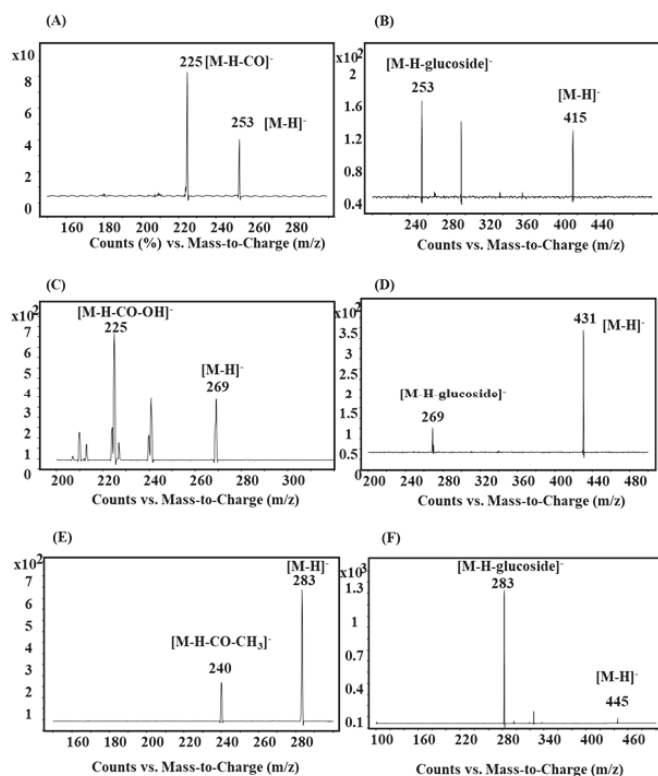 (A)
x10
10
8
6
4
2
0
225 [M-H-CO]-
253 [M-H]-
160 180 200 220 240 260 280
Counts (%) vs. Mass-to-Charge (m/z)
(B)
x10²
2
1.6
1.2
0.8
0.4
[M-H-glucoside]-
253
[M-H]-
415
240 280 320 360 400 440
Counts vs. Mass-to-Charge (m/z)
(C)
x10²
7
6
5
4
3
2
1
0
[M-H-CO-OH]-
225
[M-H]-
269
200 220 240 260 280 300
Counts vs. Mass-to-Charge (m/z)
(D)
x10²
3.5
3
2.5
2
1.5
1
0.5
431 [M-H]-
[M-H-glucoside]-
269
200 240 280 320 360 400 440 480
Counts vs. Mass-to-Charge (m/z)
(E)
x10²
7
6
5
4
3
2
1
[M-H]-
283
[M-H-CO-CH₃]-
240
160 180 200 220 240 260 280
Counts vs. Mass-to-Charge (m/z)
(F)
x10³
1.3
1
0.7
0.4
0.1
[M-H-glucoside]-
283
[M-H]-
445
100 160 220 280 340 400 460
Counts vs. Mass-to-Charge (m/z)